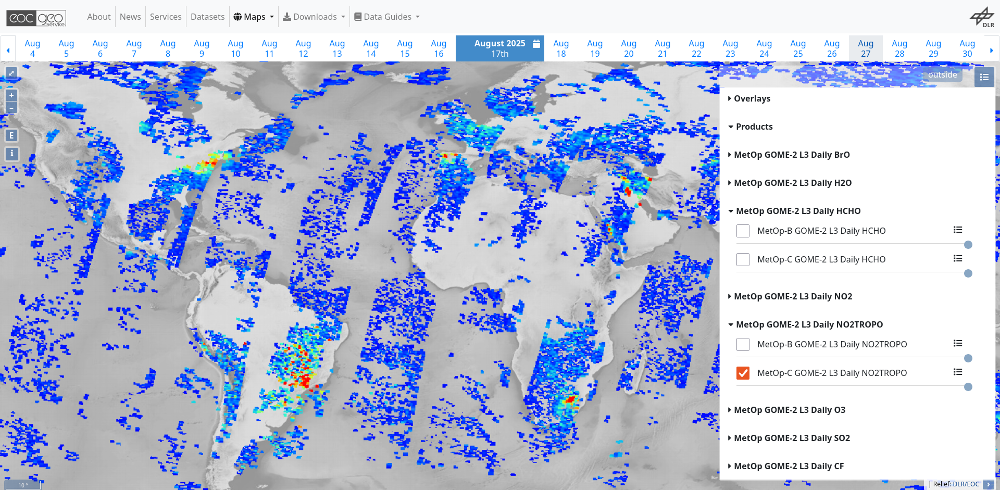 eoc geo service
About News Services Datasets Maps Downloads Data Guides
DLR
Aug 4 Aug 5 Aug 6 Aug 7 Aug 8 Aug 9 Aug 10 Aug 11 Aug 12 Aug 13 Aug 14 Aug 15 Aug 16 August 2025 17th Aug 18 Aug 19 Aug 20 Aug 21 Aug 22 Aug 23 Aug 24 Aug 25 Aug 26 Aug 27 Aug 28 Aug 29 Aug 30
outside
+
–
E
i
Overlays
Products
MetOp GOME-2 L3 Daily BrO
MetOp GOME-2 L3 Daily H2O
MetOp GOME-2 L3 Daily HCHO
MetOp-B GOME-2 L3 Daily HCHO
MetOp-C GOME-2 L3 Daily HCHO
MetOp GOME-2 L3 Daily NO2
MetOp GOME-2 L3 Daily NO2TROPO
MetOp-B GOME-2 L3 Daily NO2TROPO
MetOp-C GOME-2 L3 Daily NO2TROPO
MetOp GOME-2 L3 Daily O3
MetOp GOME-2 L3 Daily SO2
MetOp GOME-2 L3 Daily CF
10 °
| Relief: DLR/EOC ›